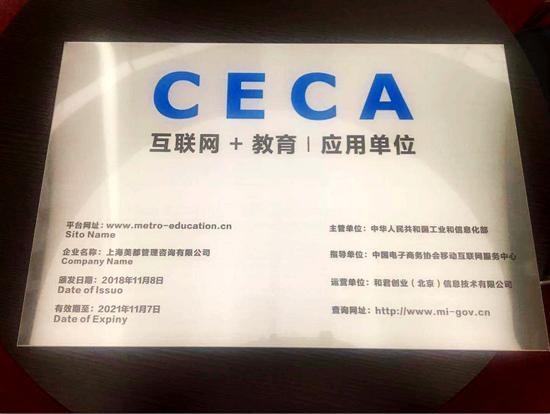 CECA
互联网 + 教育 | 应用单位
平台网址：www.metro-education.cn
Sito Name
企业名称：上海美都管理咨询有限公司
Company Name
颁发日期：2018年11月8日
Date of Issuo
有效期至：2021年11月7日
Date of Expiny
主管单位：中华人民共和国工业和信息化部
指导单位：中国电子商务协会移动互联网服务中心
运营单位：和君创业（北京）信息技术有限公司
查询网址：http://www.mi-gov.cn